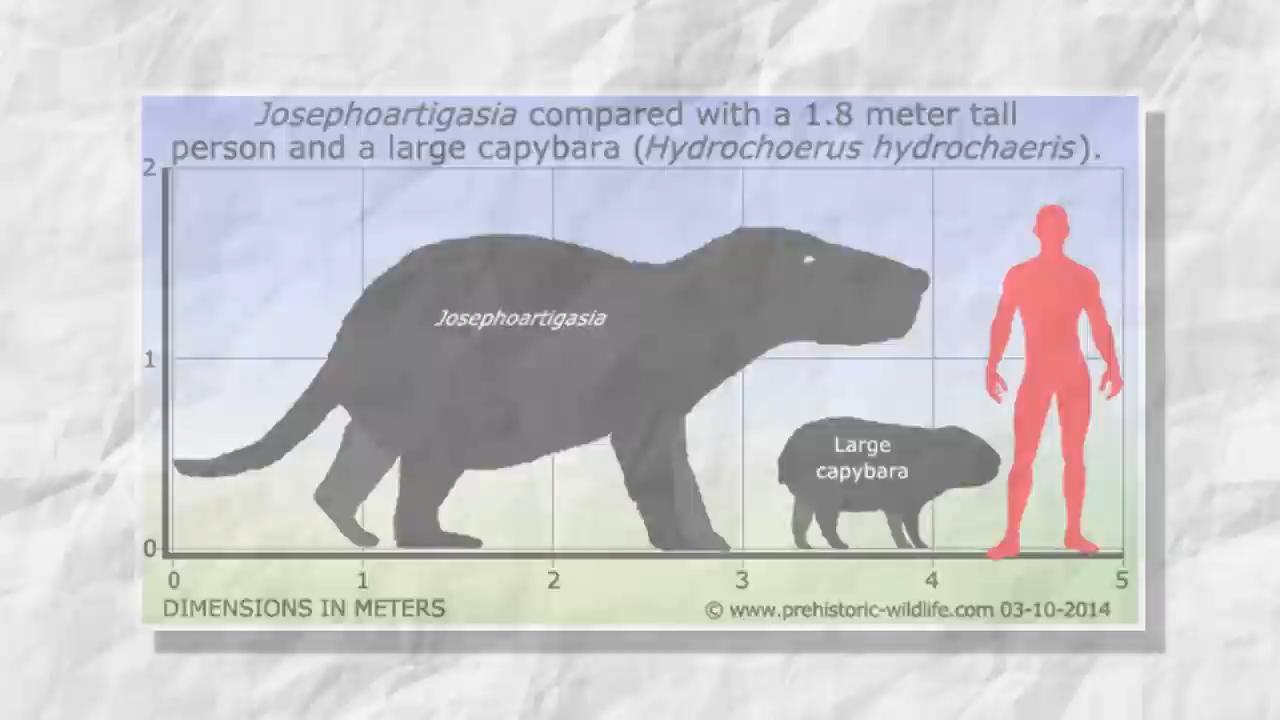 Josephoartigasia compared with a 1.8 meter tall
person and a large capybara (Hydrochoerus hydrochaeris).
2
Josephoartigasia
1
Large
capybara
0
0 1 2 3 4 5
DIMENSIONS IN METERS © www.prehistoric-wildlife.com 03-10-2014